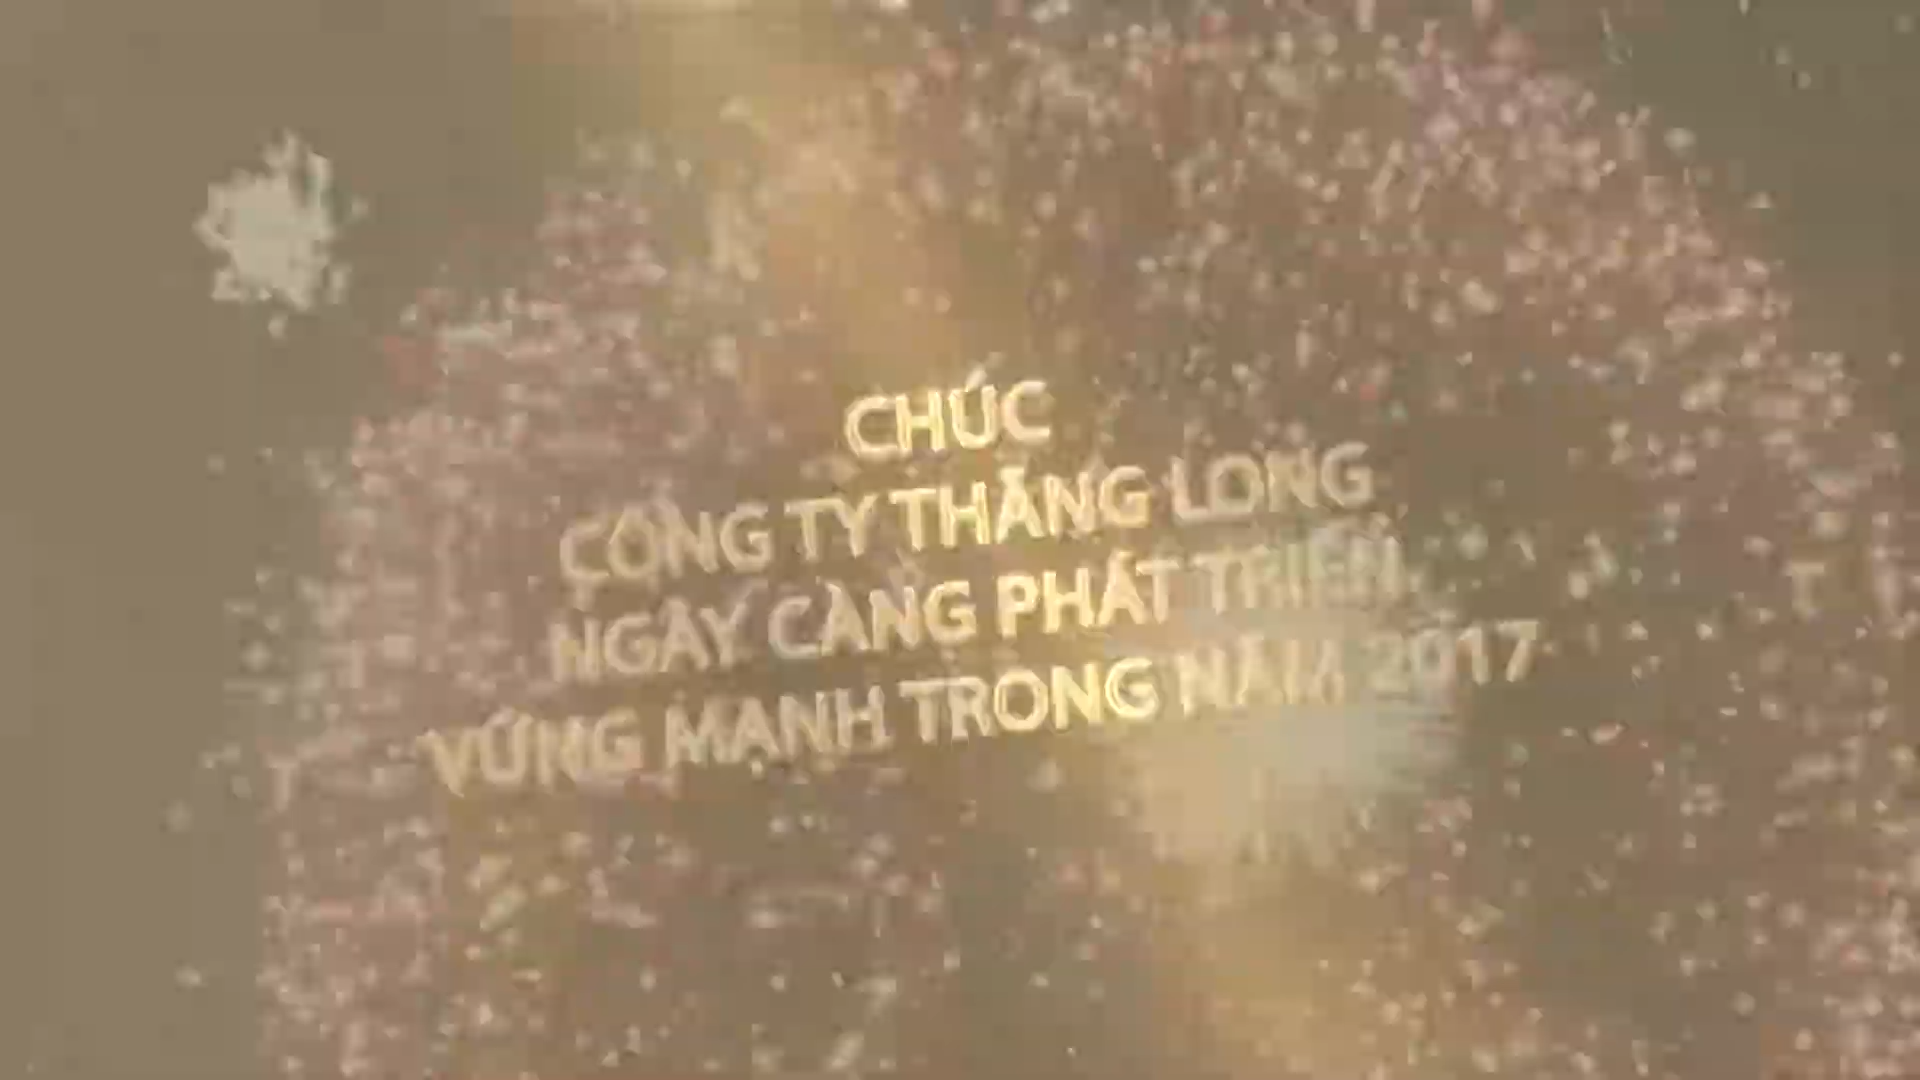 CHÚC
CÔNG TY THĂNG LONG
NGÀY CÀNG PHÁT TRIỂN
VỮNG MẠNH TRONG NĂM 2017